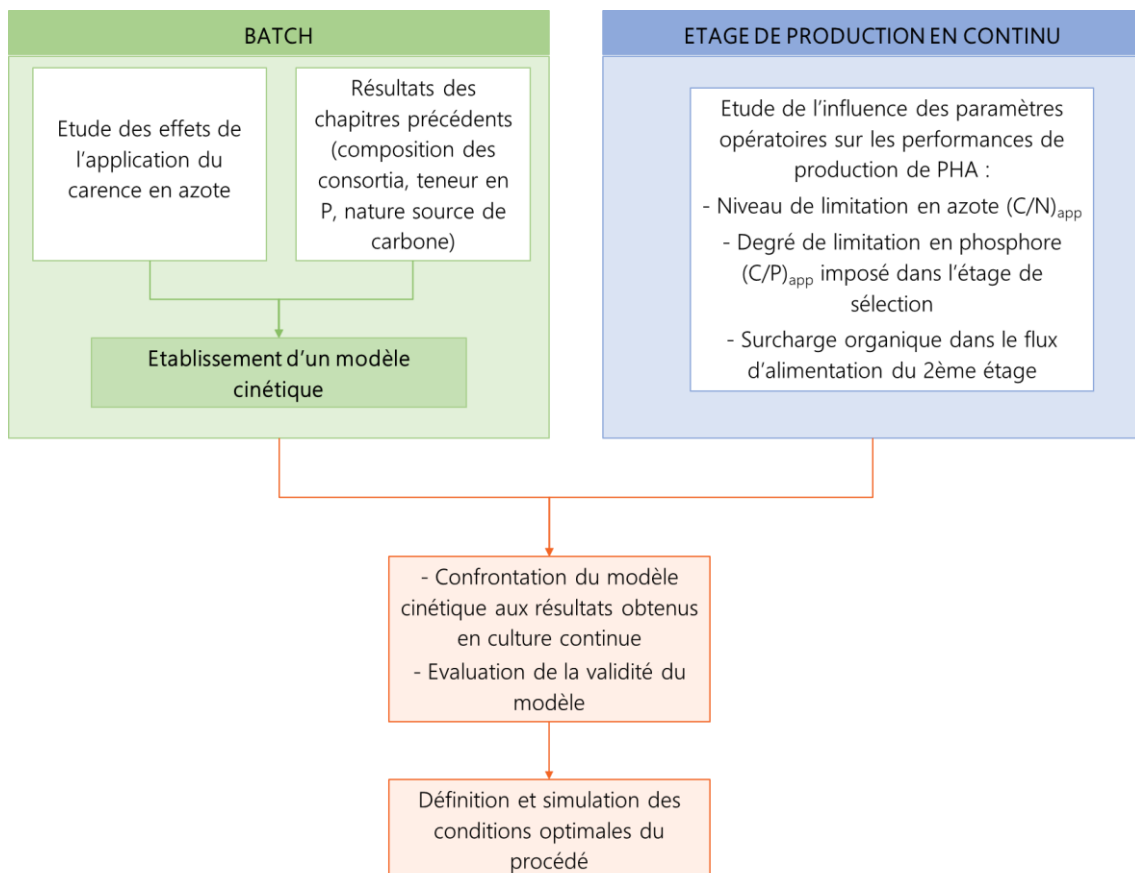 BATCH
Etude des effets de
l'application du
carence en azote
Résultats des
chapitres précédents
(composition des
consortia, teneur en
P, nature source de
carbone)
Etablissement d'un modèle
cinétique
ETAGE DE PRODUCTION EN CONTINU
Etude de l'influence des paramètres
opératoires sur les performances de
production de PHA :
- Niveau de limitation en azote (C/N)app
- Degré de limitation en phosphore
(C/P)app imposé dans l'étage de
sélection
- Surcharge organique dans le flux
d'alimentation du 2ème étage
- Confrontation du modèle
cinétique aux résultats obtenus
en culture continue
- Evaluation de la validité du
modèle
Définition et simulation des
conditions optimales du
procédé